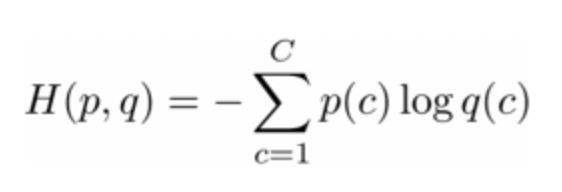 H(p, q) = − ∑_{c=1}^{C} p(c) log q(c)